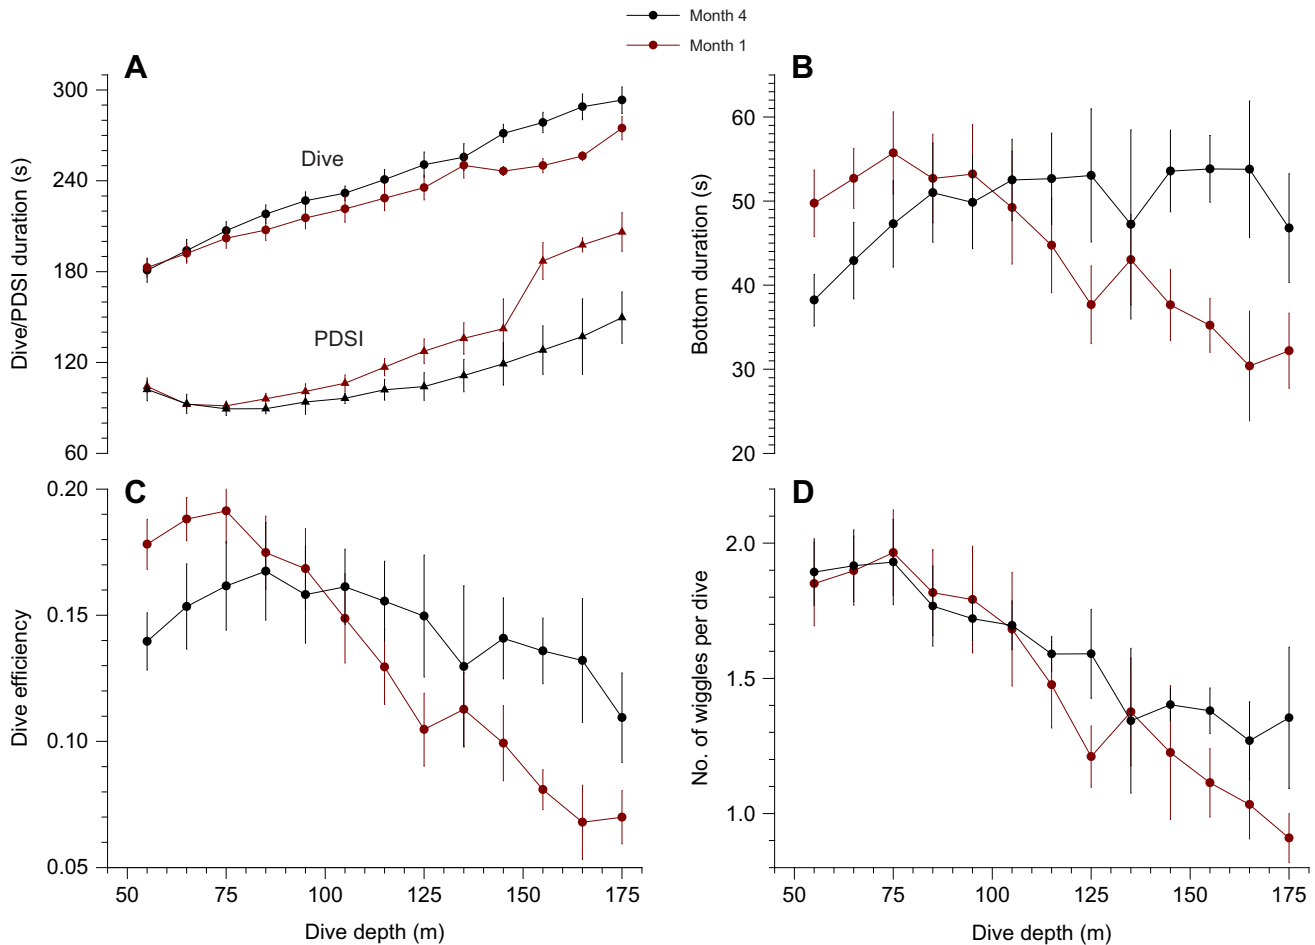 Month 4
Month 1
A
B
300
240
180
120
60
Dive/PDSI duration (s)
Dive
PDSI
60
50
40
30
20
Bottom duration (s)
C
D
0.20
0.15
0.10
0.05
Dive efficiency
50 75 100 125 150 175
Dive depth (m)
2.0
1.5
1.0
No. of wiggles per dive
50 75 100 125 150 175
Dive depth (m)